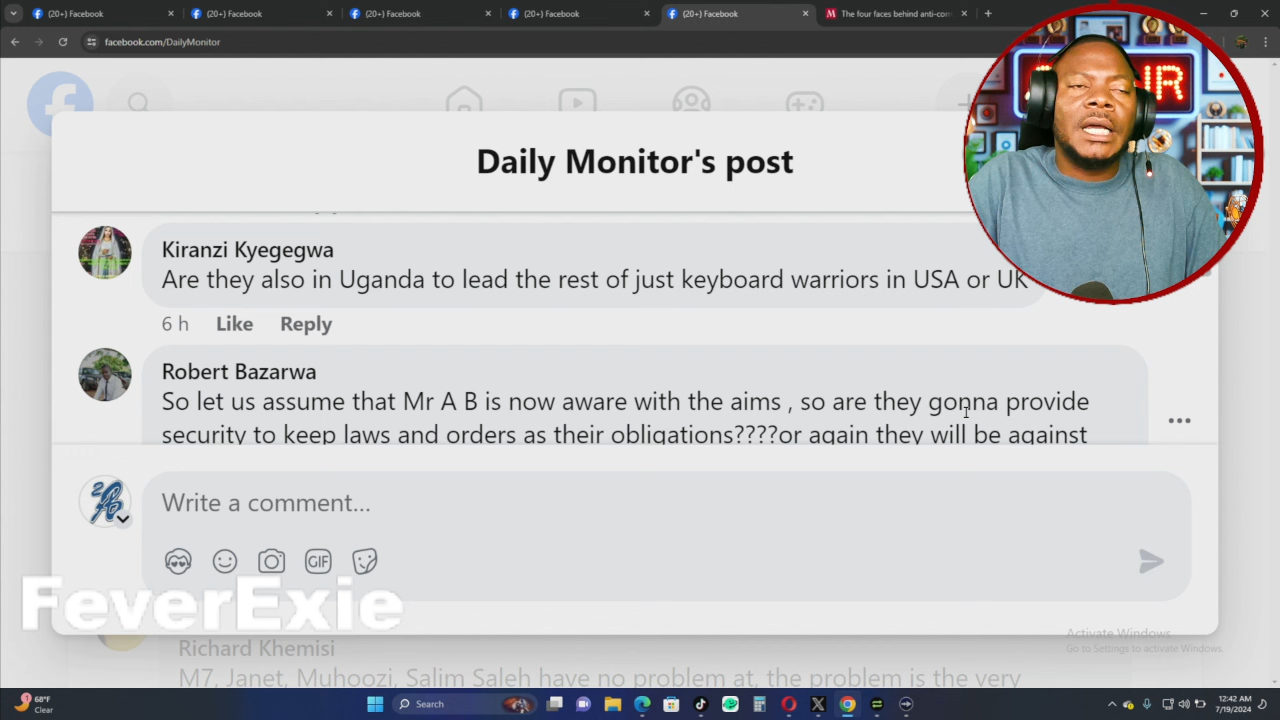 (20+) Facebook
(20+) Facebook
(20+) Facebook
(20+) Facebook
(20+) Facebook
The four faces behind anti-corr
facebook.com/DailyMonitor
Daily Monitor's post
Kiranzi Kyegegwa
Are they also in Uganda to lead the rest of just keyboard warriors in USA or UK
6 h Like Reply
Robert Bazarwa
So let us assume that Mr A B is now aware with the aims , so are they gonna provide
security to keep laws and orders as their obligations????or again they will be against
Write a comment...
GIF
FeverExie
Activate Windows
Go to Settings to activate Windows.
Richard Khemisi
M7, Janet, Muhoozi, Salim Saleh have no problem at, the problem is the very
68°F
Clear
Search
12:42 AM
7/19/2024